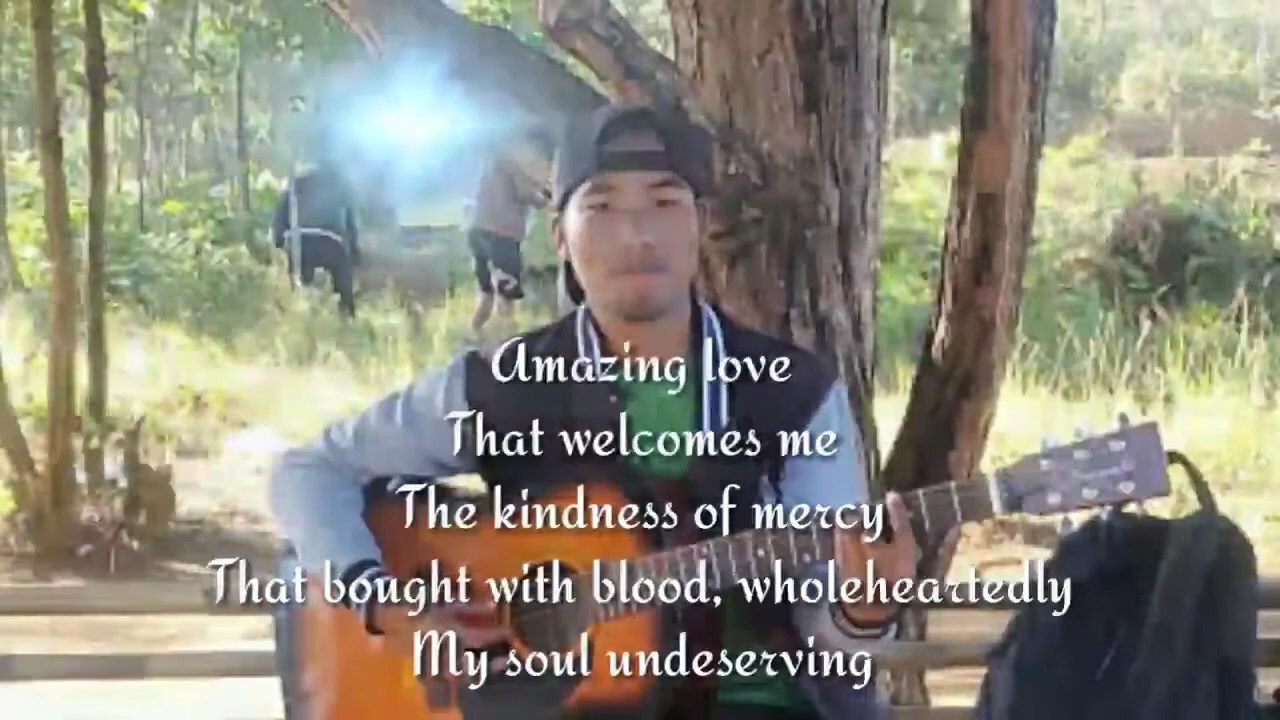 Amazing love
That welcomes me
The kindness of mercy
That bought with blood, wholeheartedly
My soul undeserving